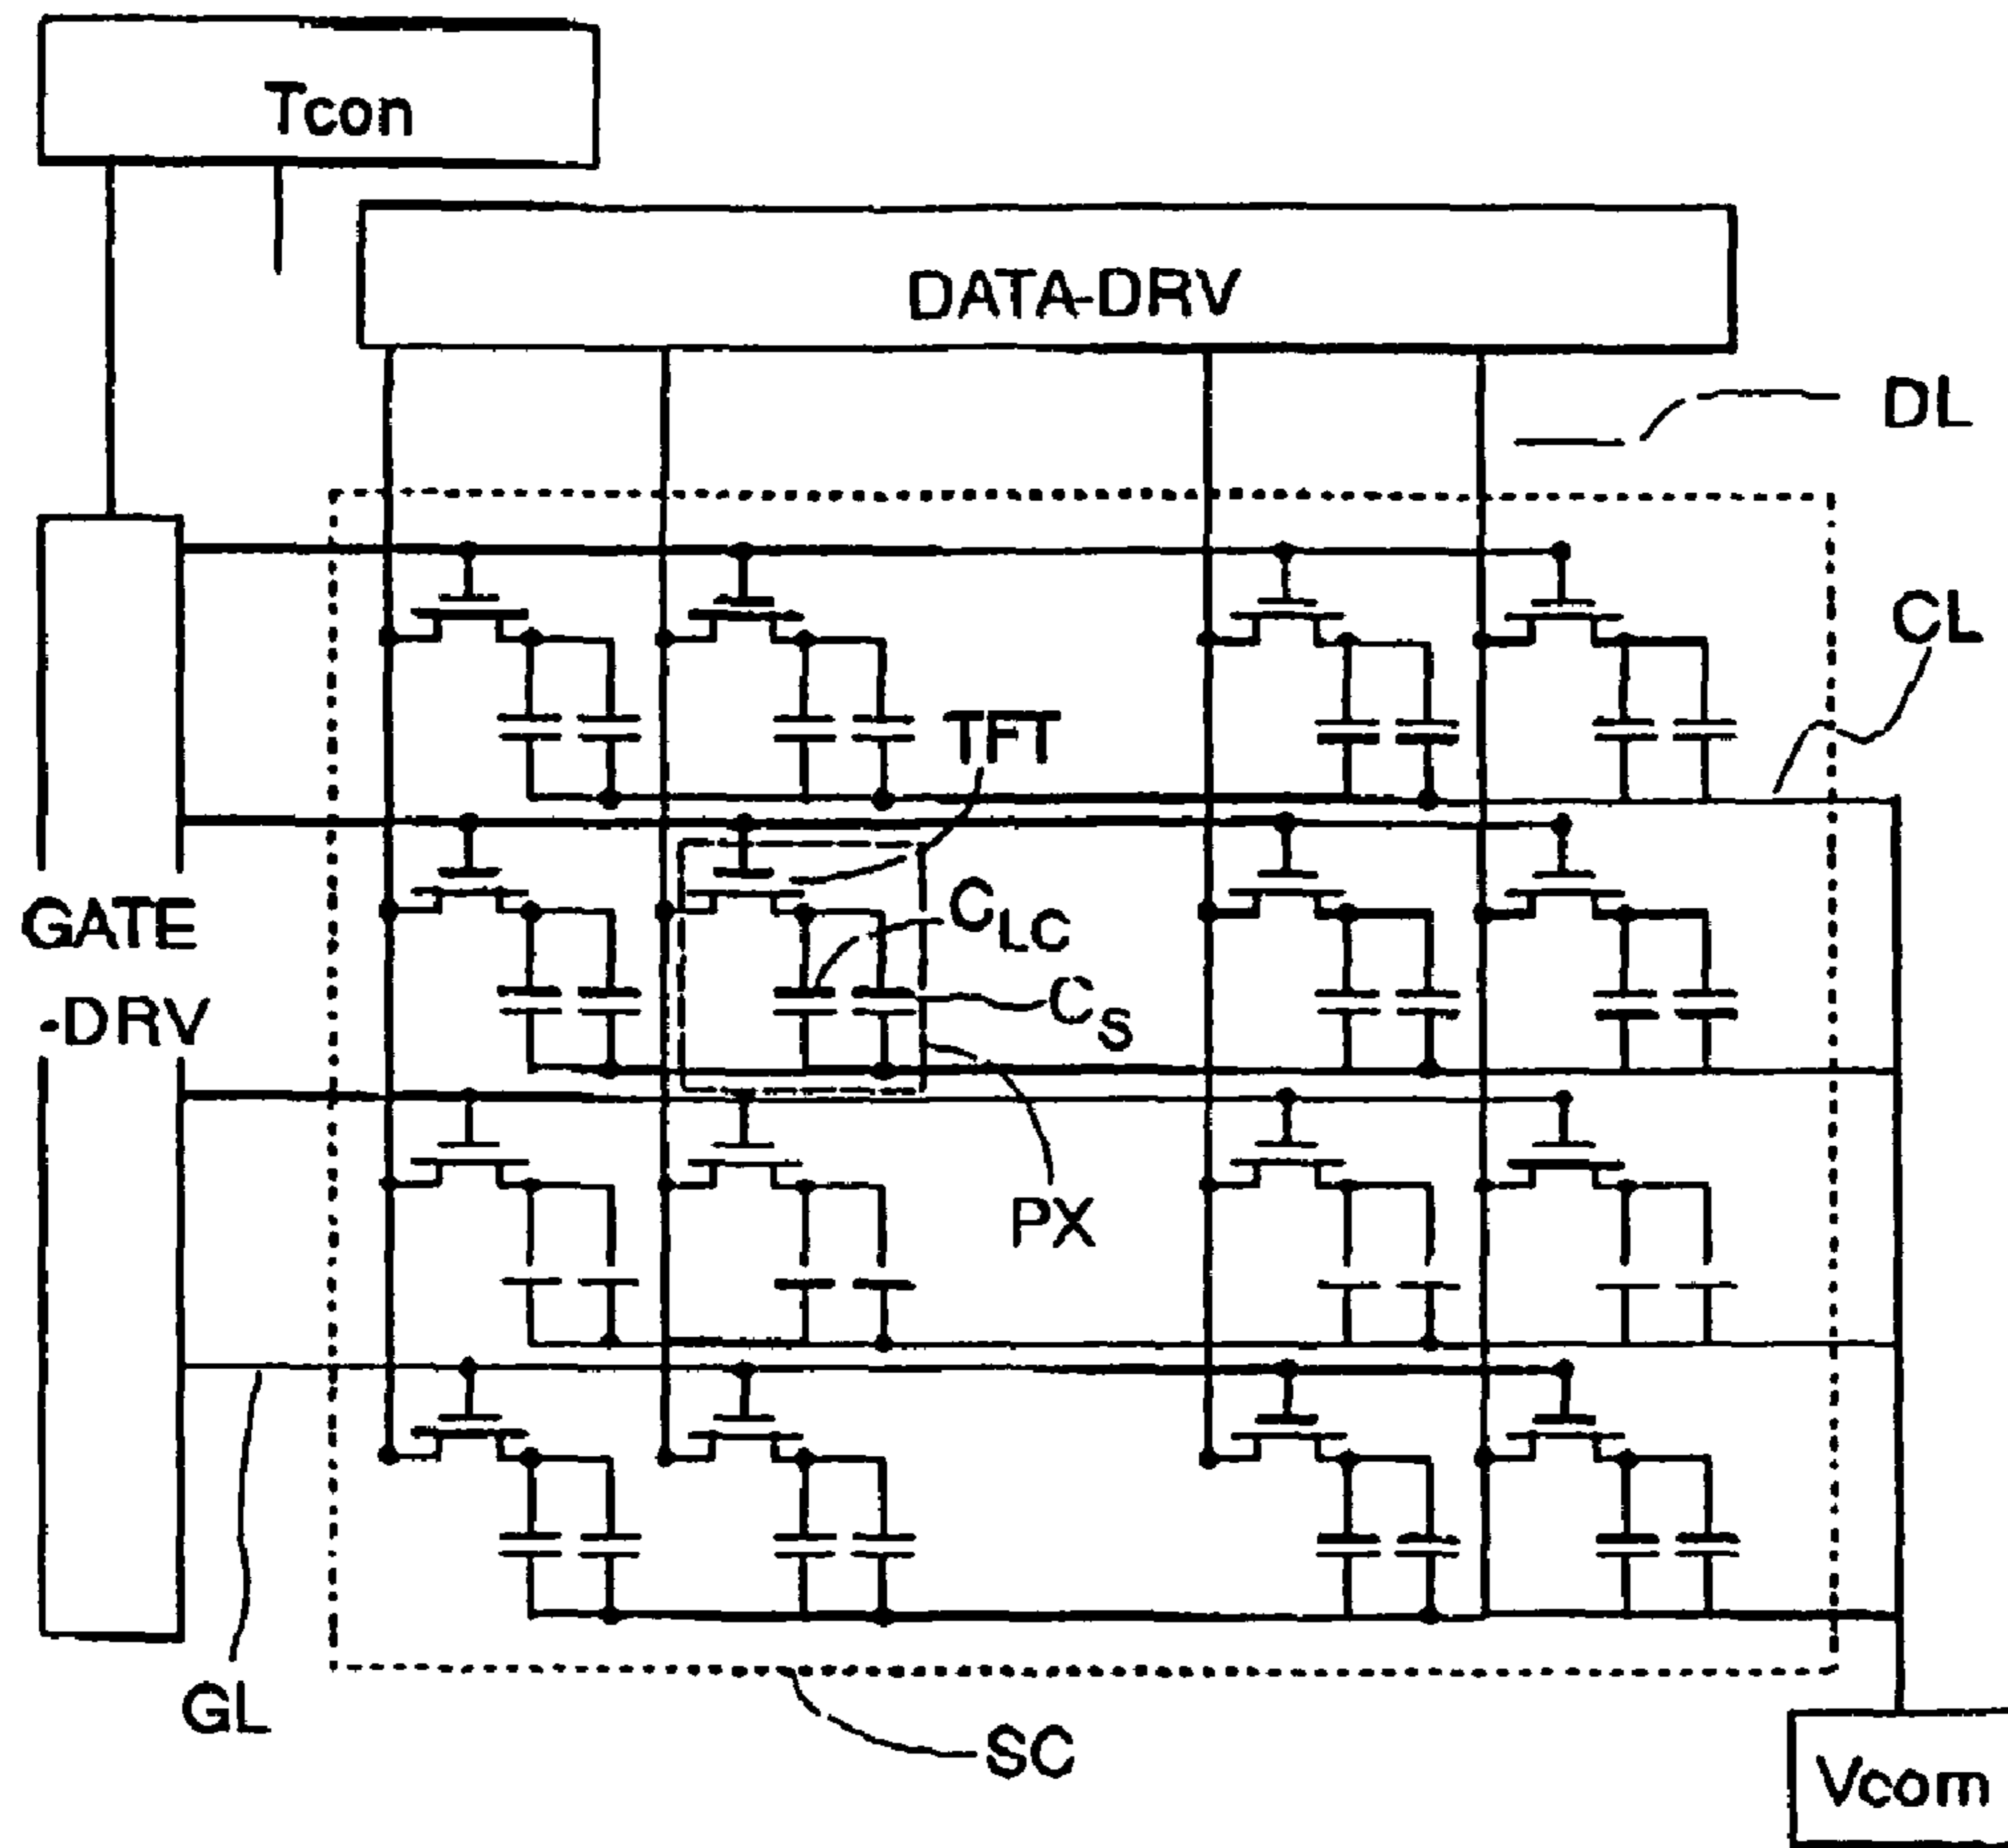 Tcon
DATA-DRV
DL
CL
TFT
GATE
-DRV
CLC
CS
PX
GL
SC
Vcom